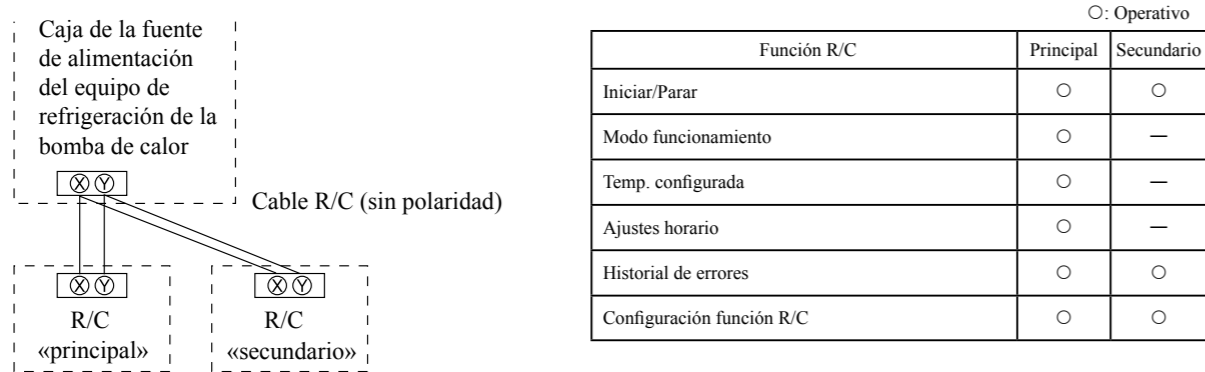 Caja de la fuente
de alimentación
del equipo de
refrigeración de la
bomba de calor
Ⓧ Ⓨ
Cable R/C (sin polaridad)
Ⓧ Ⓨ
Ⓧ Ⓨ
R/C
«principal»
R/C
«secundario»
○: Operativo
Función R/C Principal Secundario
Iniciar/Parar ○ ○
Modo funcionamiento ○ —
Temp. configurada ○ —
Ajustes horario ○ —
Historial de errores ○ ○
Configuración función R/C ○ ○